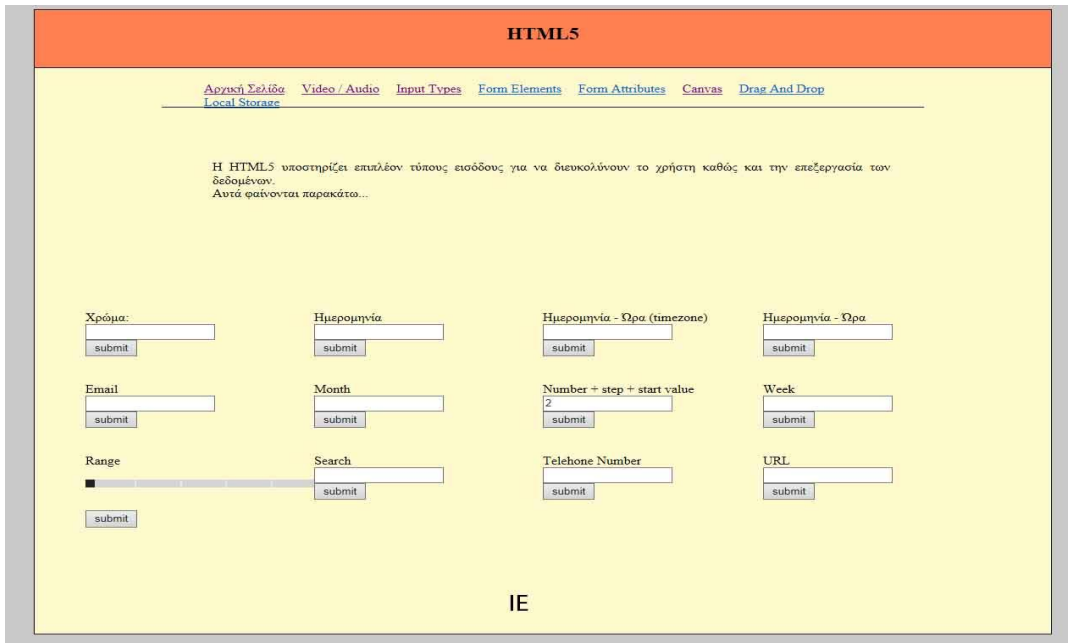 HTML5
Αρχική Σελίδα Video / Audio Input Types Form Elements Form Attributes Canvas Drag And Drop
Local Storage
Η HTML5 υποστηρίζει επιπλέον τύπους εισόδους για να διευκολύνουν το χρήστη καθώς και την επεξεργασία των
δεδομένων.
Αυτά φαίνονται παρακάτω...
Χρώμα: Ημερομηνία Ημερομηνία - Ώρα (timezone) Ημερομηνία - Ώρα
submit submit submit submit
Email Month Number + step + start value Week
2
submit submit submit submit
Range Search Telehone Number URL
submit submit submit
submit
IE